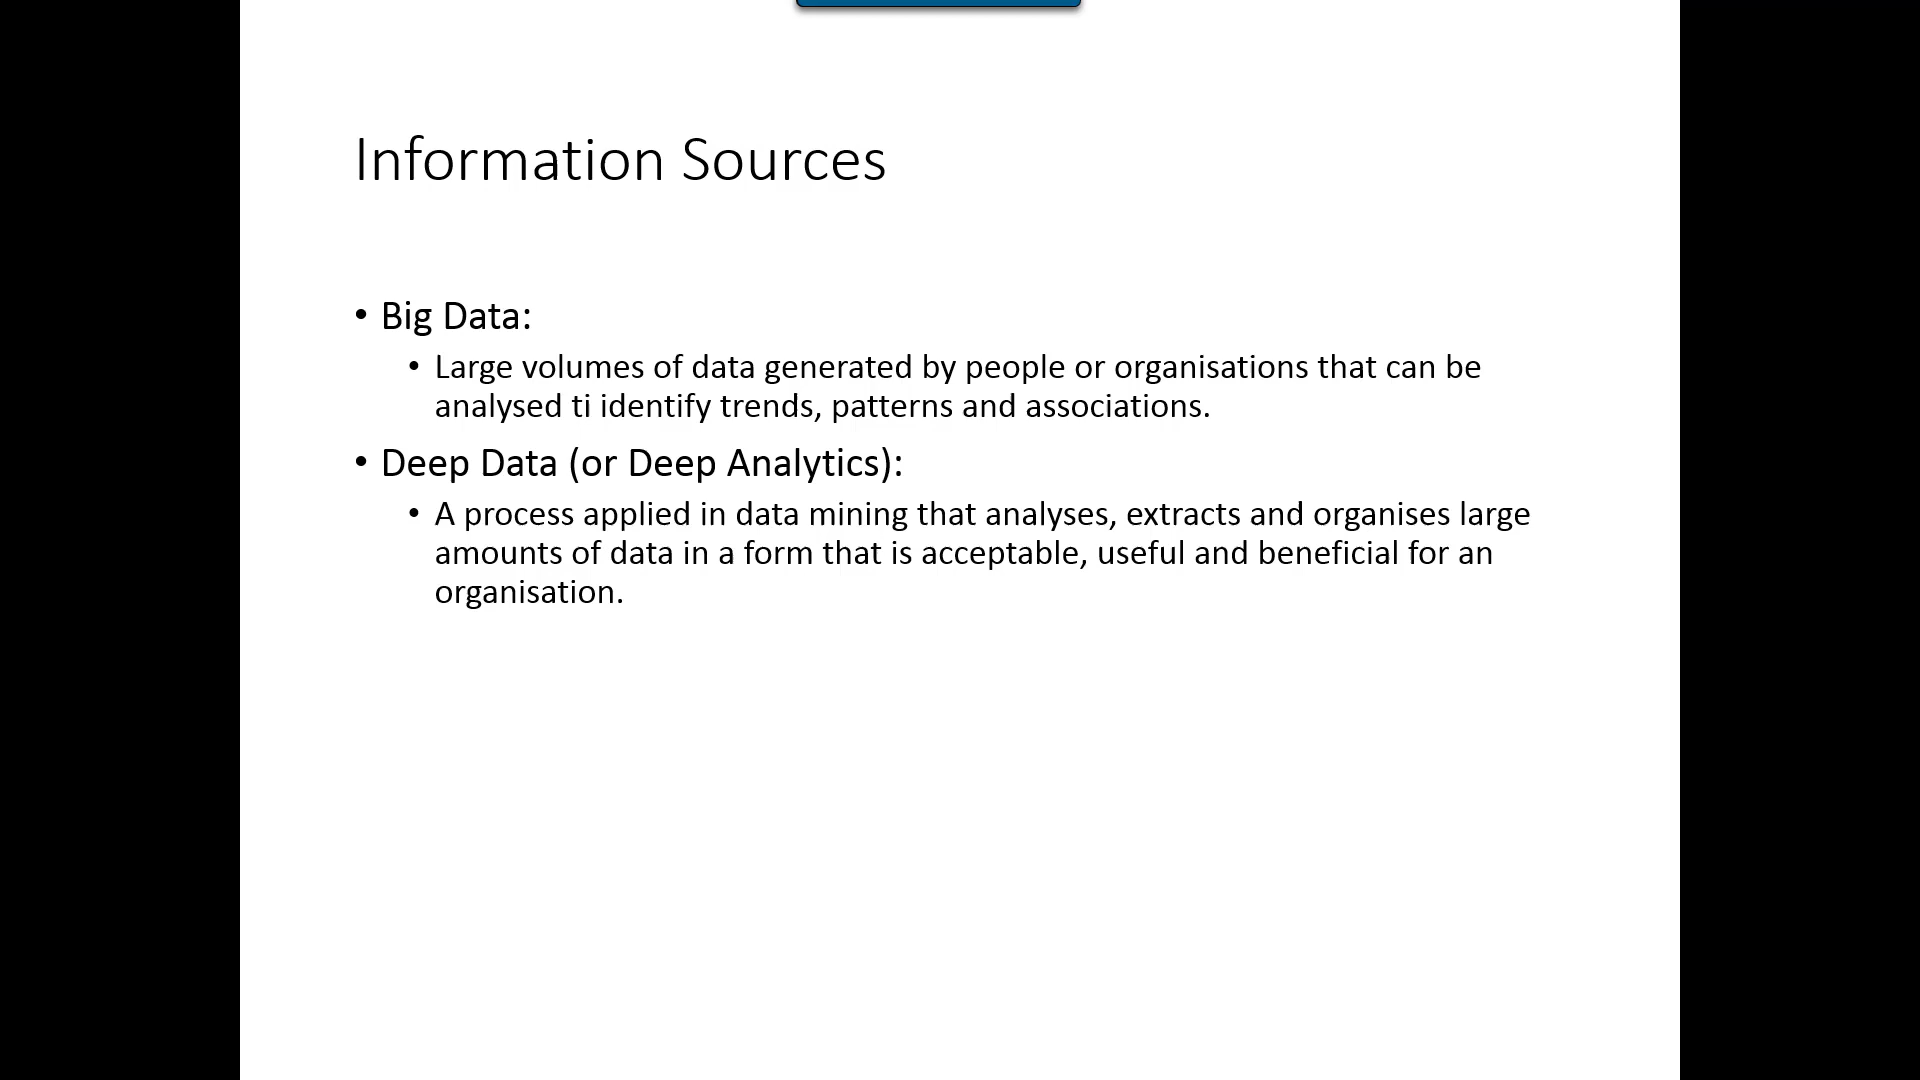 Information Sources
• Big Data:
• Large volumes of data generated by people or organisations that can be
analysed ti identify trends, patterns and associations.
• Deep Data (or Deep Analytics):
• A process applied in data mining that analyses, extracts and organises large
amounts of data in a form that is acceptable, useful and beneficial for an
organisation.